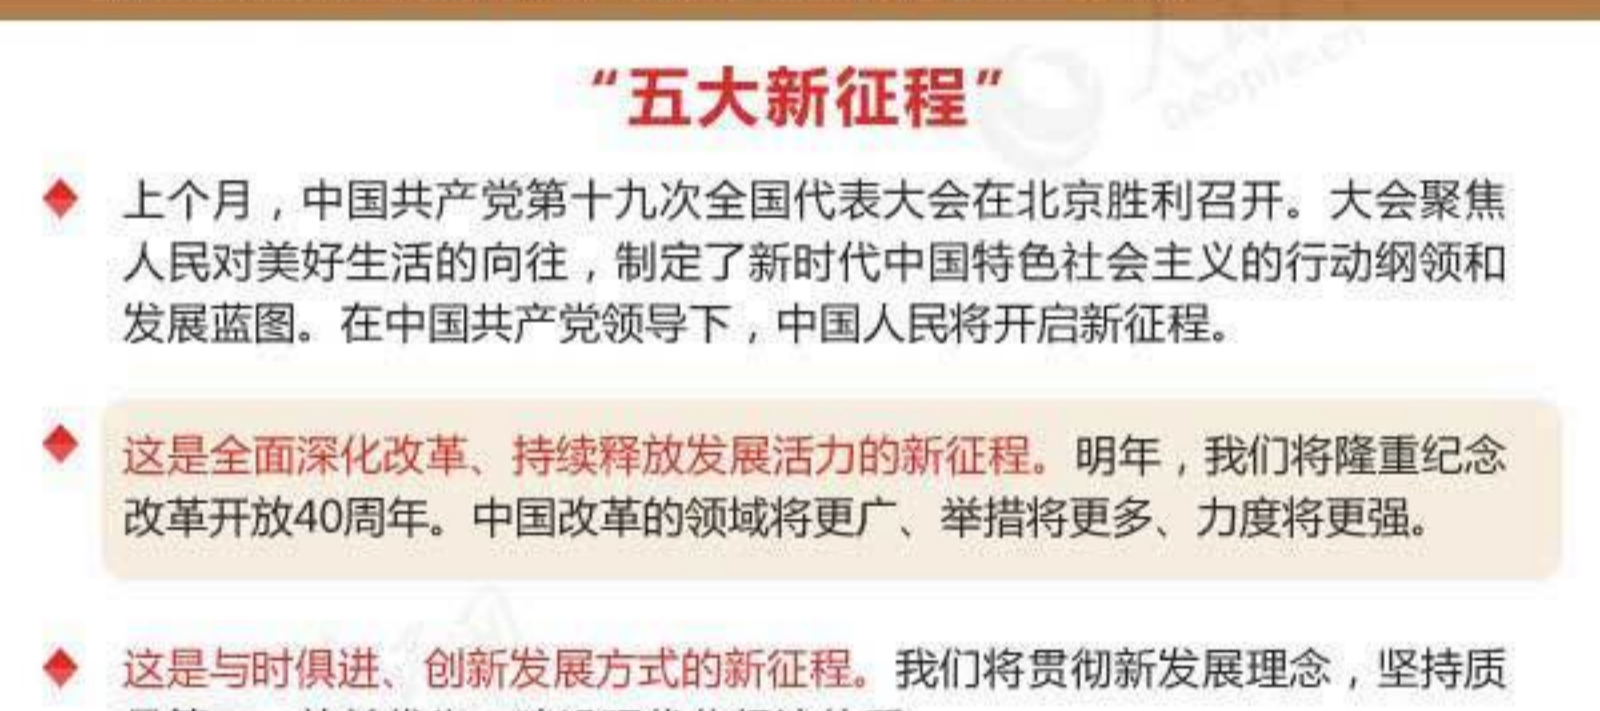 “五大新征程”
上个月，中国共产党第十九次全国代表大会在北京胜利召开。大会聚焦
人民对美好生活的向往，制定了新时代中国特色社会主义的行动纲领和
发展蓝图。在中国共产党领导下，中国人民将开启新征程。
这是全面深化改革、持续释放发展活力的新征程。明年，我们将隆重纪念
改革开放40周年。中国改革的领域将更广、举措将更多、力度将更强。
这是与时俱进、创新发展方式的新征程。我们将贯彻新发展理念，坚持质
people.cn